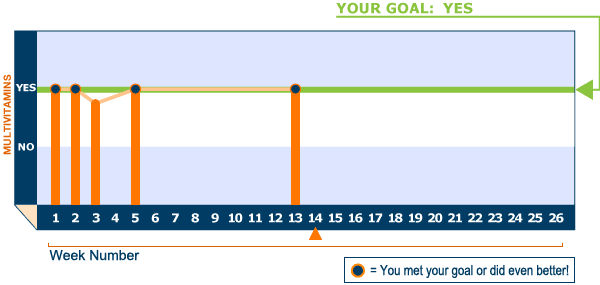 YOUR GOAL: YES
MULTIVITAMINS
YES
NO
1 2 3 4 5 6 7 8 9 10 11 12 13 14 15 16 17 18 19 20 21 22 23 24 25 26
Week Number
= You met your goal or did even better!